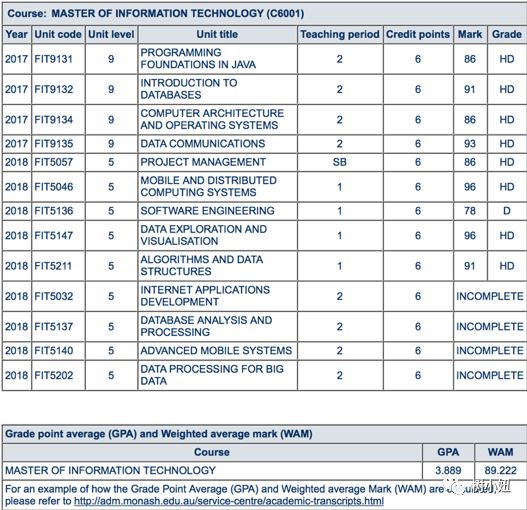 Course: MASTER OF INFORMATION TECHNOLOGY (C6001)
Year Unit code Unit level Unit title Teaching period Credit points Mark Grade
2017 FIT9131 9 PROGRAMMING FOUNDATIONS IN JAVA 2 6 86 HD
2017 FIT9132 9 INTRODUCTION TO DATABASES 2 6 91 HD
2017 FIT9134 9 COMPUTER ARCHITECTURE AND OPERATING SYSTEMS 2 6 86 HD
2017 FIT9135 9 DATA COMMUNICATIONS 2 6 93 HD
2018 FIT5057 5 PROJECT MANAGEMENT SB 6 86 HD
2018 FIT5046 5 MOBILE AND DISTRIBUTED COMPUTING SYSTEMS 1 6 96 HD
2018 FIT5136 5 SOFTWARE ENGINEERING 1 6 78 D
2018 FIT5147 5 DATA EXPLORATION AND VISUALISATION 1 6 96 HD
2018 FIT5211 5 ALGORITHMS AND DATA STRUCTURES 1 6 91 HD
2018 FIT5032 5 INTERNET APPLICATIONS DEVELOPMENT 2 6 INCOMPLETE
2018 FIT5137 5 DATABASE ANALYSIS AND PROCESSING 2 6 INCOMPLETE
2018 FIT5140 5 ADVANCED MOBILE SYSTEMS 2 6 INCOMPLETE
2018 FIT5202 5 DATA PROCESSING FOR BIG DATA 2 6 INCOMPLETE
Grade point average (GPA) and Weighted average mark (WAM)
Course GPA WAM
MASTER OF INFORMATION TECHNOLOGY 3.889 89.222
For an example of how the Grade Point Average (GPA) and Weighted average Mark (WAM) are
please refer to http://adm.monash.edu.au/service-centre/academic-transcripts.html